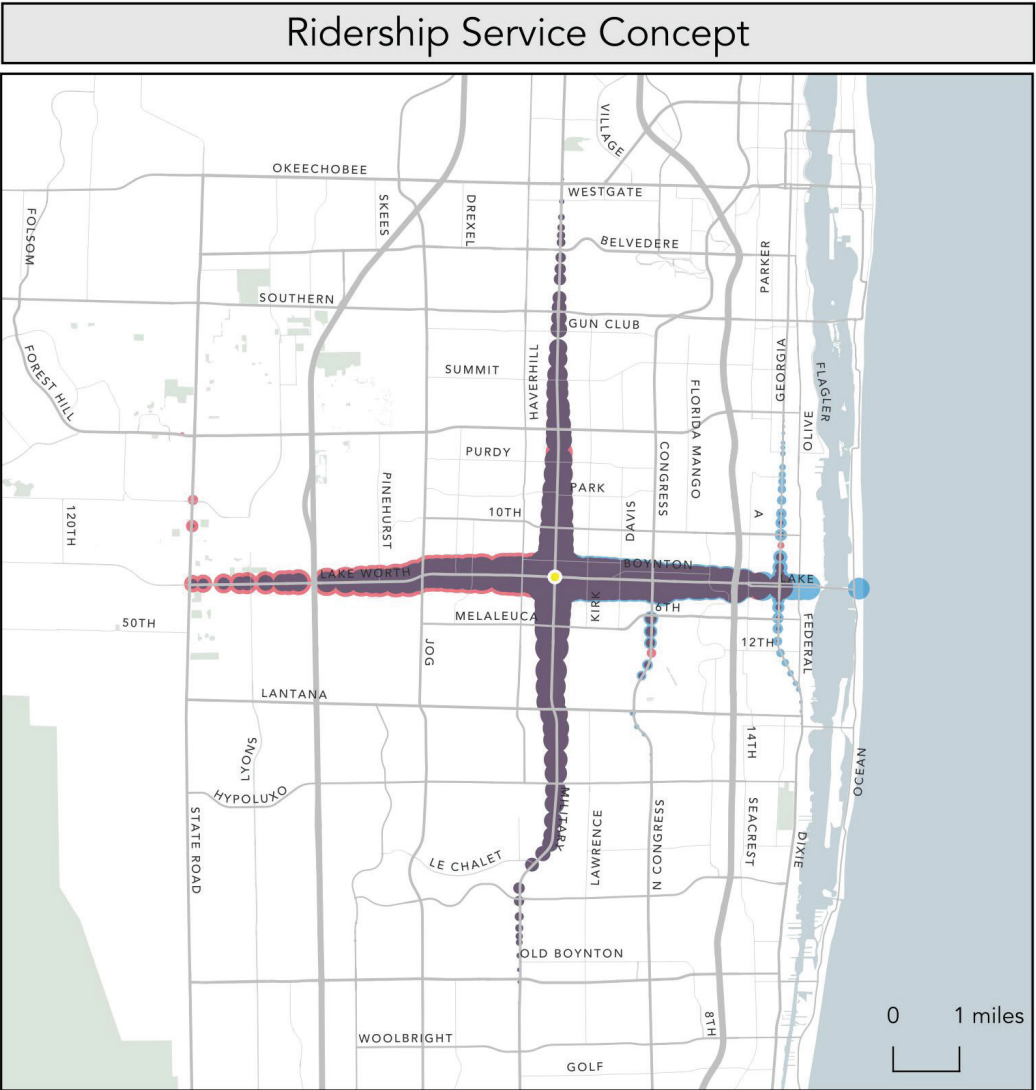 Ridership Service Concept
VILLAGE
OKEECHOBEE
WESTGATE
FOLSOM
SKEES
DREXEL
BELVEDERE
PARKER
SOUTHERN
GUN CLUB
FOREST HILL
SUMMIT
HAVERHILL
GEORGIA
FLAGLER
FLORIDA MANGO
OLIVE
PURDY
CONGRESS
PARK
PINEHURST
120TH
10TH
DAVIS
A
BOYNTON
LAKE WORTH
LAKE
KIRK
6TH
MELALEUCA
50TH
JOG
12TH
FEDERAL
LANTANA
LYONS
14TH
OCEAN
HYPOLUXO
MILITARY
STATE ROAD
LAWRENCE
N CONGRESS
SEACREST
DIXIE
LE CHALET
OLD BOYNTON
8TH
0 1 miles
WOOLBRIGHT
GOLF